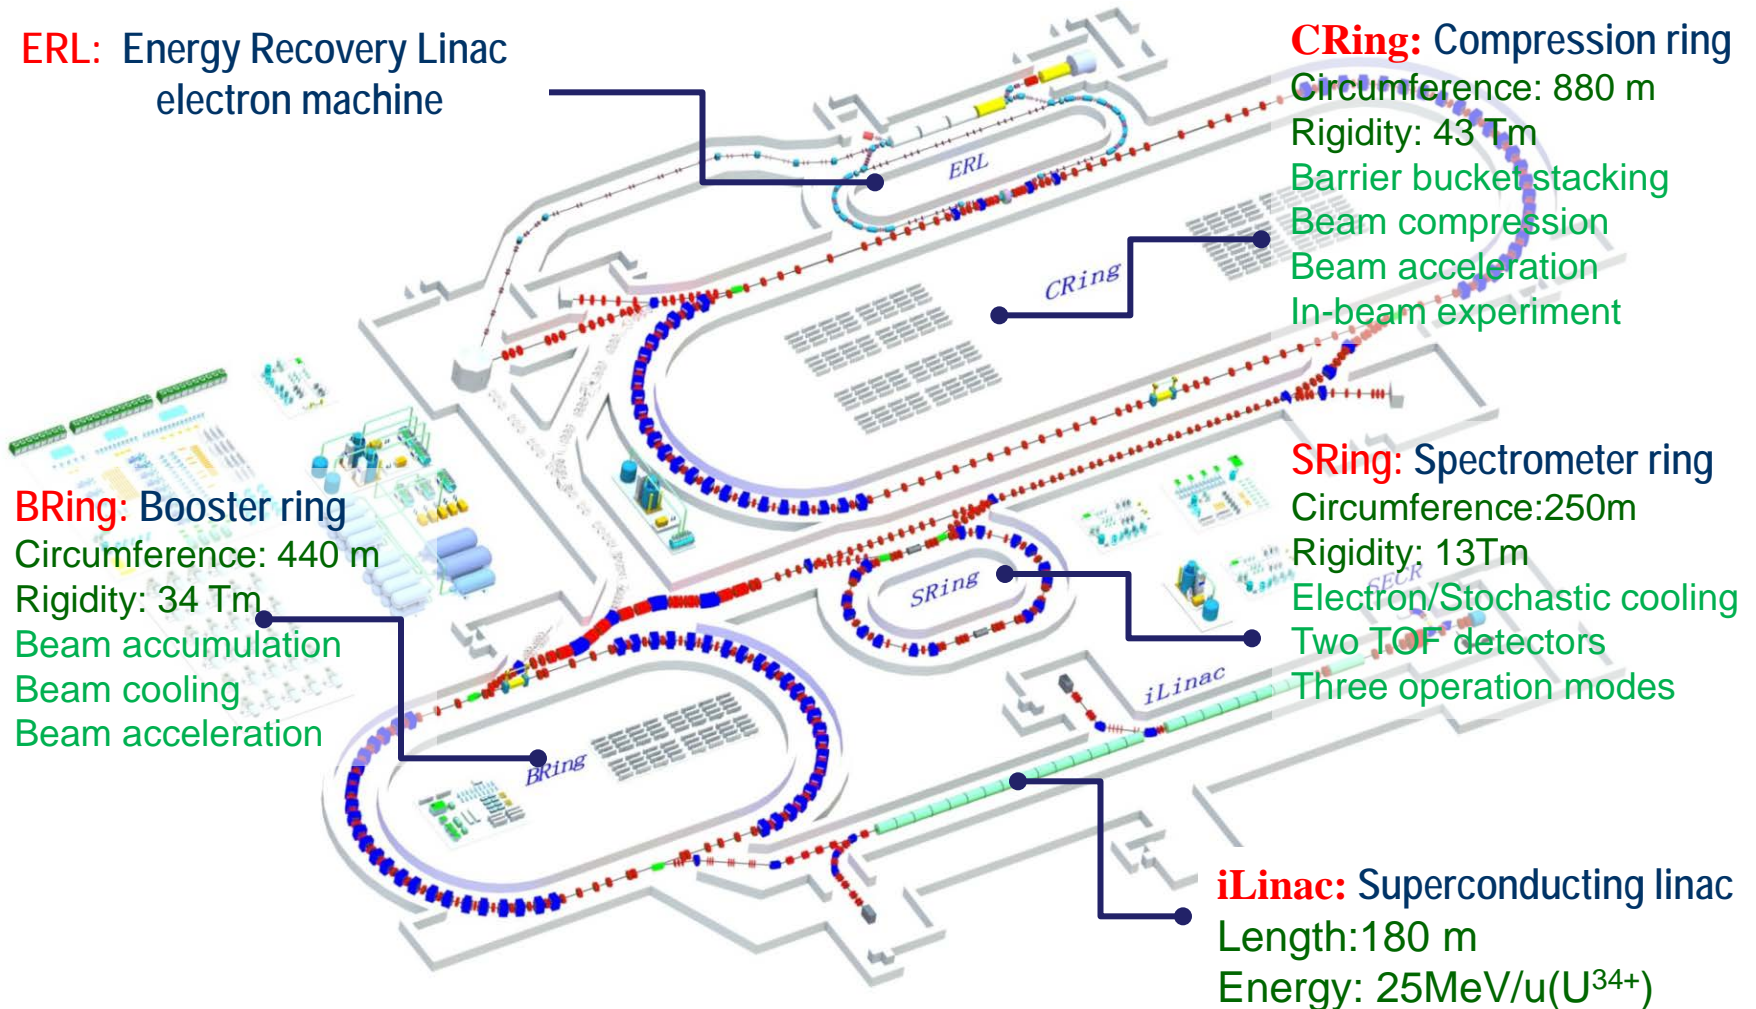 ERL: Energy Recovery Linac
electron machine
CRing: Compression ring
Circumference: 880 m
Rigidity: 43 Tm
Barrier bucket stacking
Beam compression
Beam acceleration
In-beam experiment
ERL
CRing
BRing: Booster ring
Circumference: 440 m
Rigidity: 34 Tm
Beam accumulation
Beam cooling
Beam acceleration
SRing: Spectrometer ring
Circumference:250m
Rigidity: 13Tm
Electron/Stochastic cooling
Two TOF detectors
Three operation modes
SRing
SECR
iLinac
BRing
iLinac: Superconducting linac
Length:180 m
Energy: 25MeV/u(U³⁴⁺)